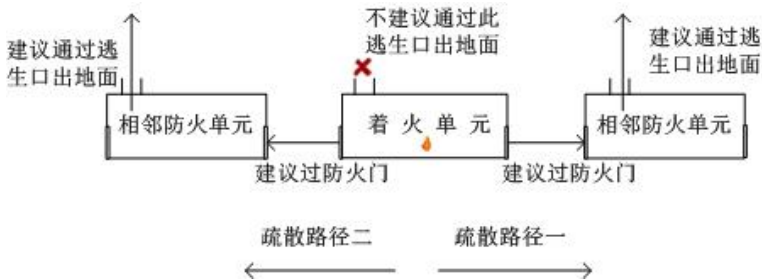 不建议通过此
逃生口出地面
建议通过逃
生口出地面
建议通过逃
生口出地面
相邻防火单元
着火单元
相邻防火单元
建议过防火门
建议过防火门
疏散路径二
疏散路径一